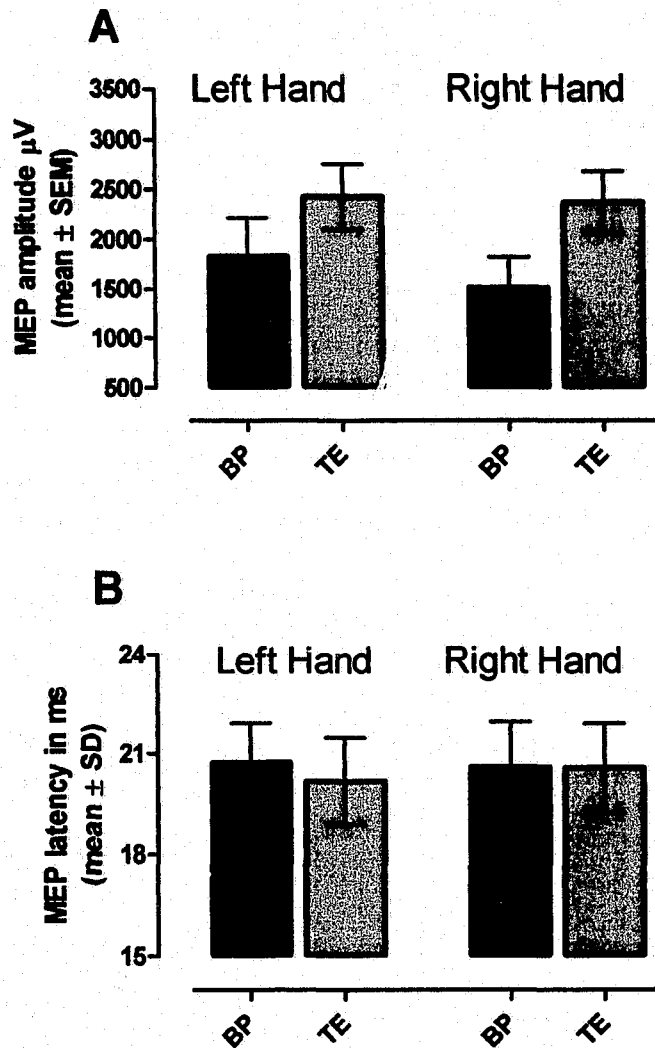 A
Left Hand
Right Hand
MEP amplitude µV
(mean ± SEM)
3500
3000
2500
2000
1500
1000
500
BP
TE
BP
TE
B
Left Hand
Right Hand
MEP latency in ms
(mean ± SD)
24
21
18
15
BP
TE
BP
TE